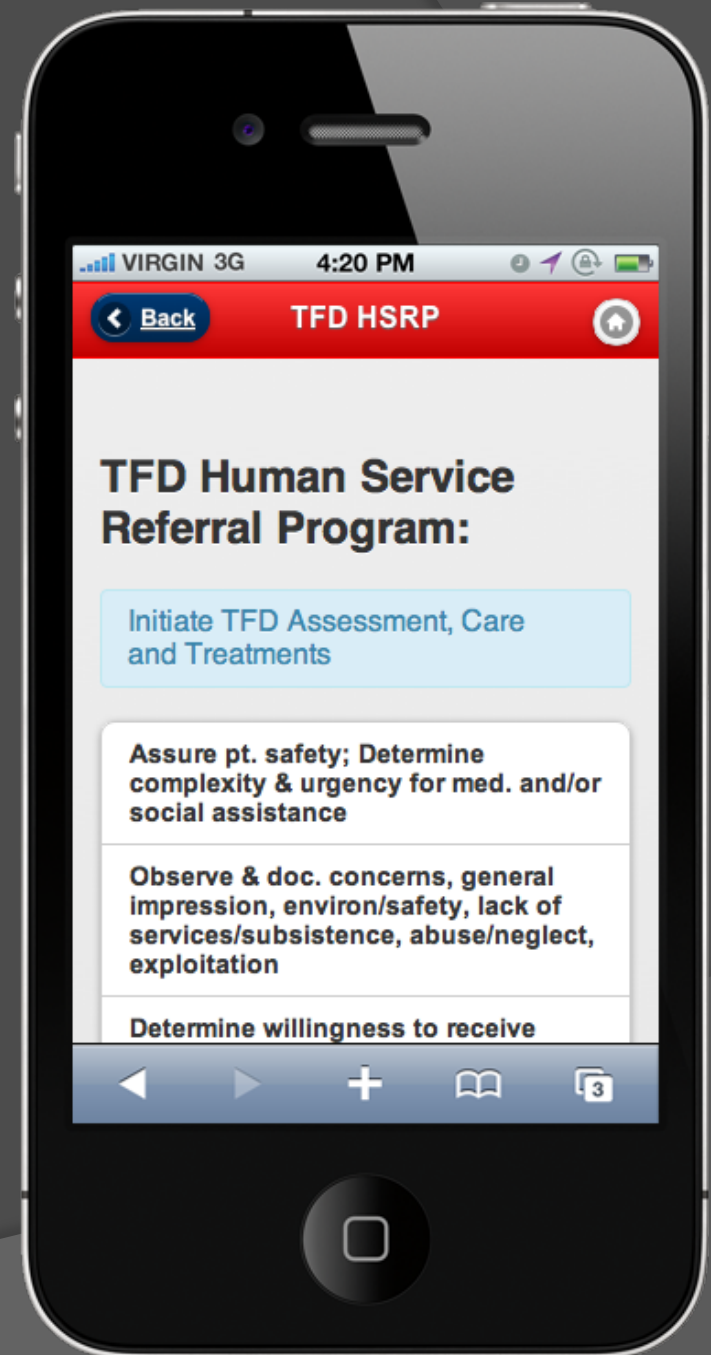 VIRGIN 3G 4:20 PM
Back TFD HSRP
TFD Human Service
Referral Program:
Initiate TFD Assessment, Care
and Treatments
Assure pt. safety; Determine
complexity & urgency for med. and/or
social assistance
Observe & doc. concerns, general
impression, environ/safety, lack of
services/subsistence, abuse/neglect,
exploitation
Determine willingness to receive
3